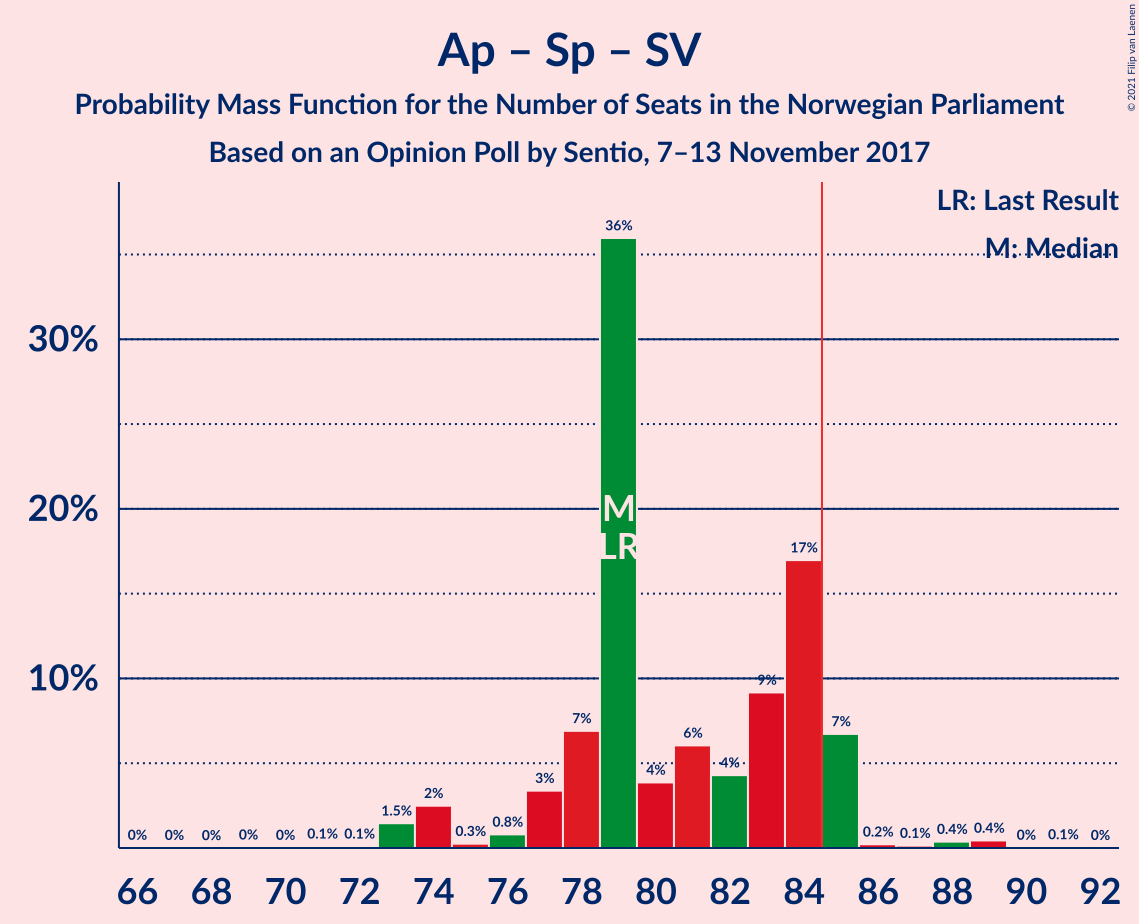 Ap – Sp – SV
Probability Mass Function for the Number of Seats in the Norwegian Parliament
Based on an Opinion Poll by Sentio, 7–13 November 2017
© 2021 Filip van Laenen
LR: Last Result
M: Median
30%
20%
10%
0% 0% 0% 0% 0% 0.1% 0.1% 1.5% 2% 0.3% 0.8% 3% 7% 36% 4% 6% 4% 9% 17% 7% 0.2% 0.1% 0.4% 0.4% 0% 0.1% 0%
M
LR
66 68 70 72 74 76 78 80 82 84 86 88 90 92